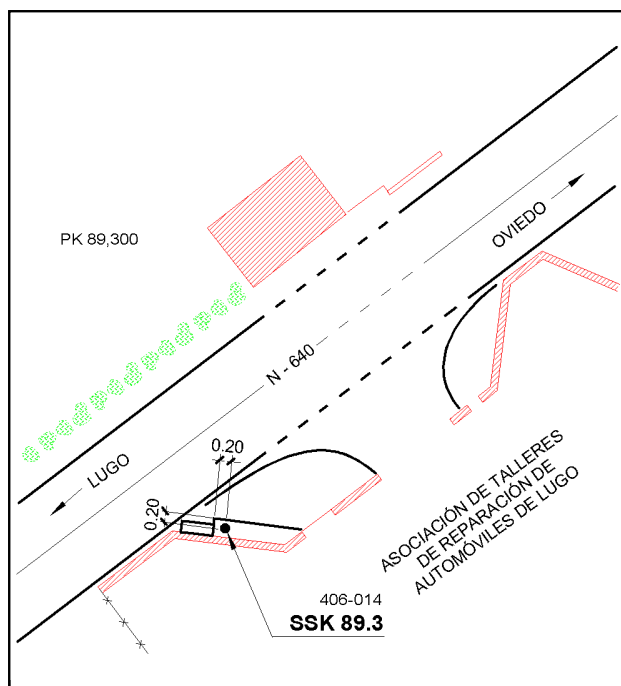 PK 89,300
OVIEDO
N - 640
LUGO
0.20
0.20
ASOCIACIÓN DE TALLERES
DE REPARACIÓN DE
AUTOMÓVILES DE LUGO
406-014
SSK 89.3